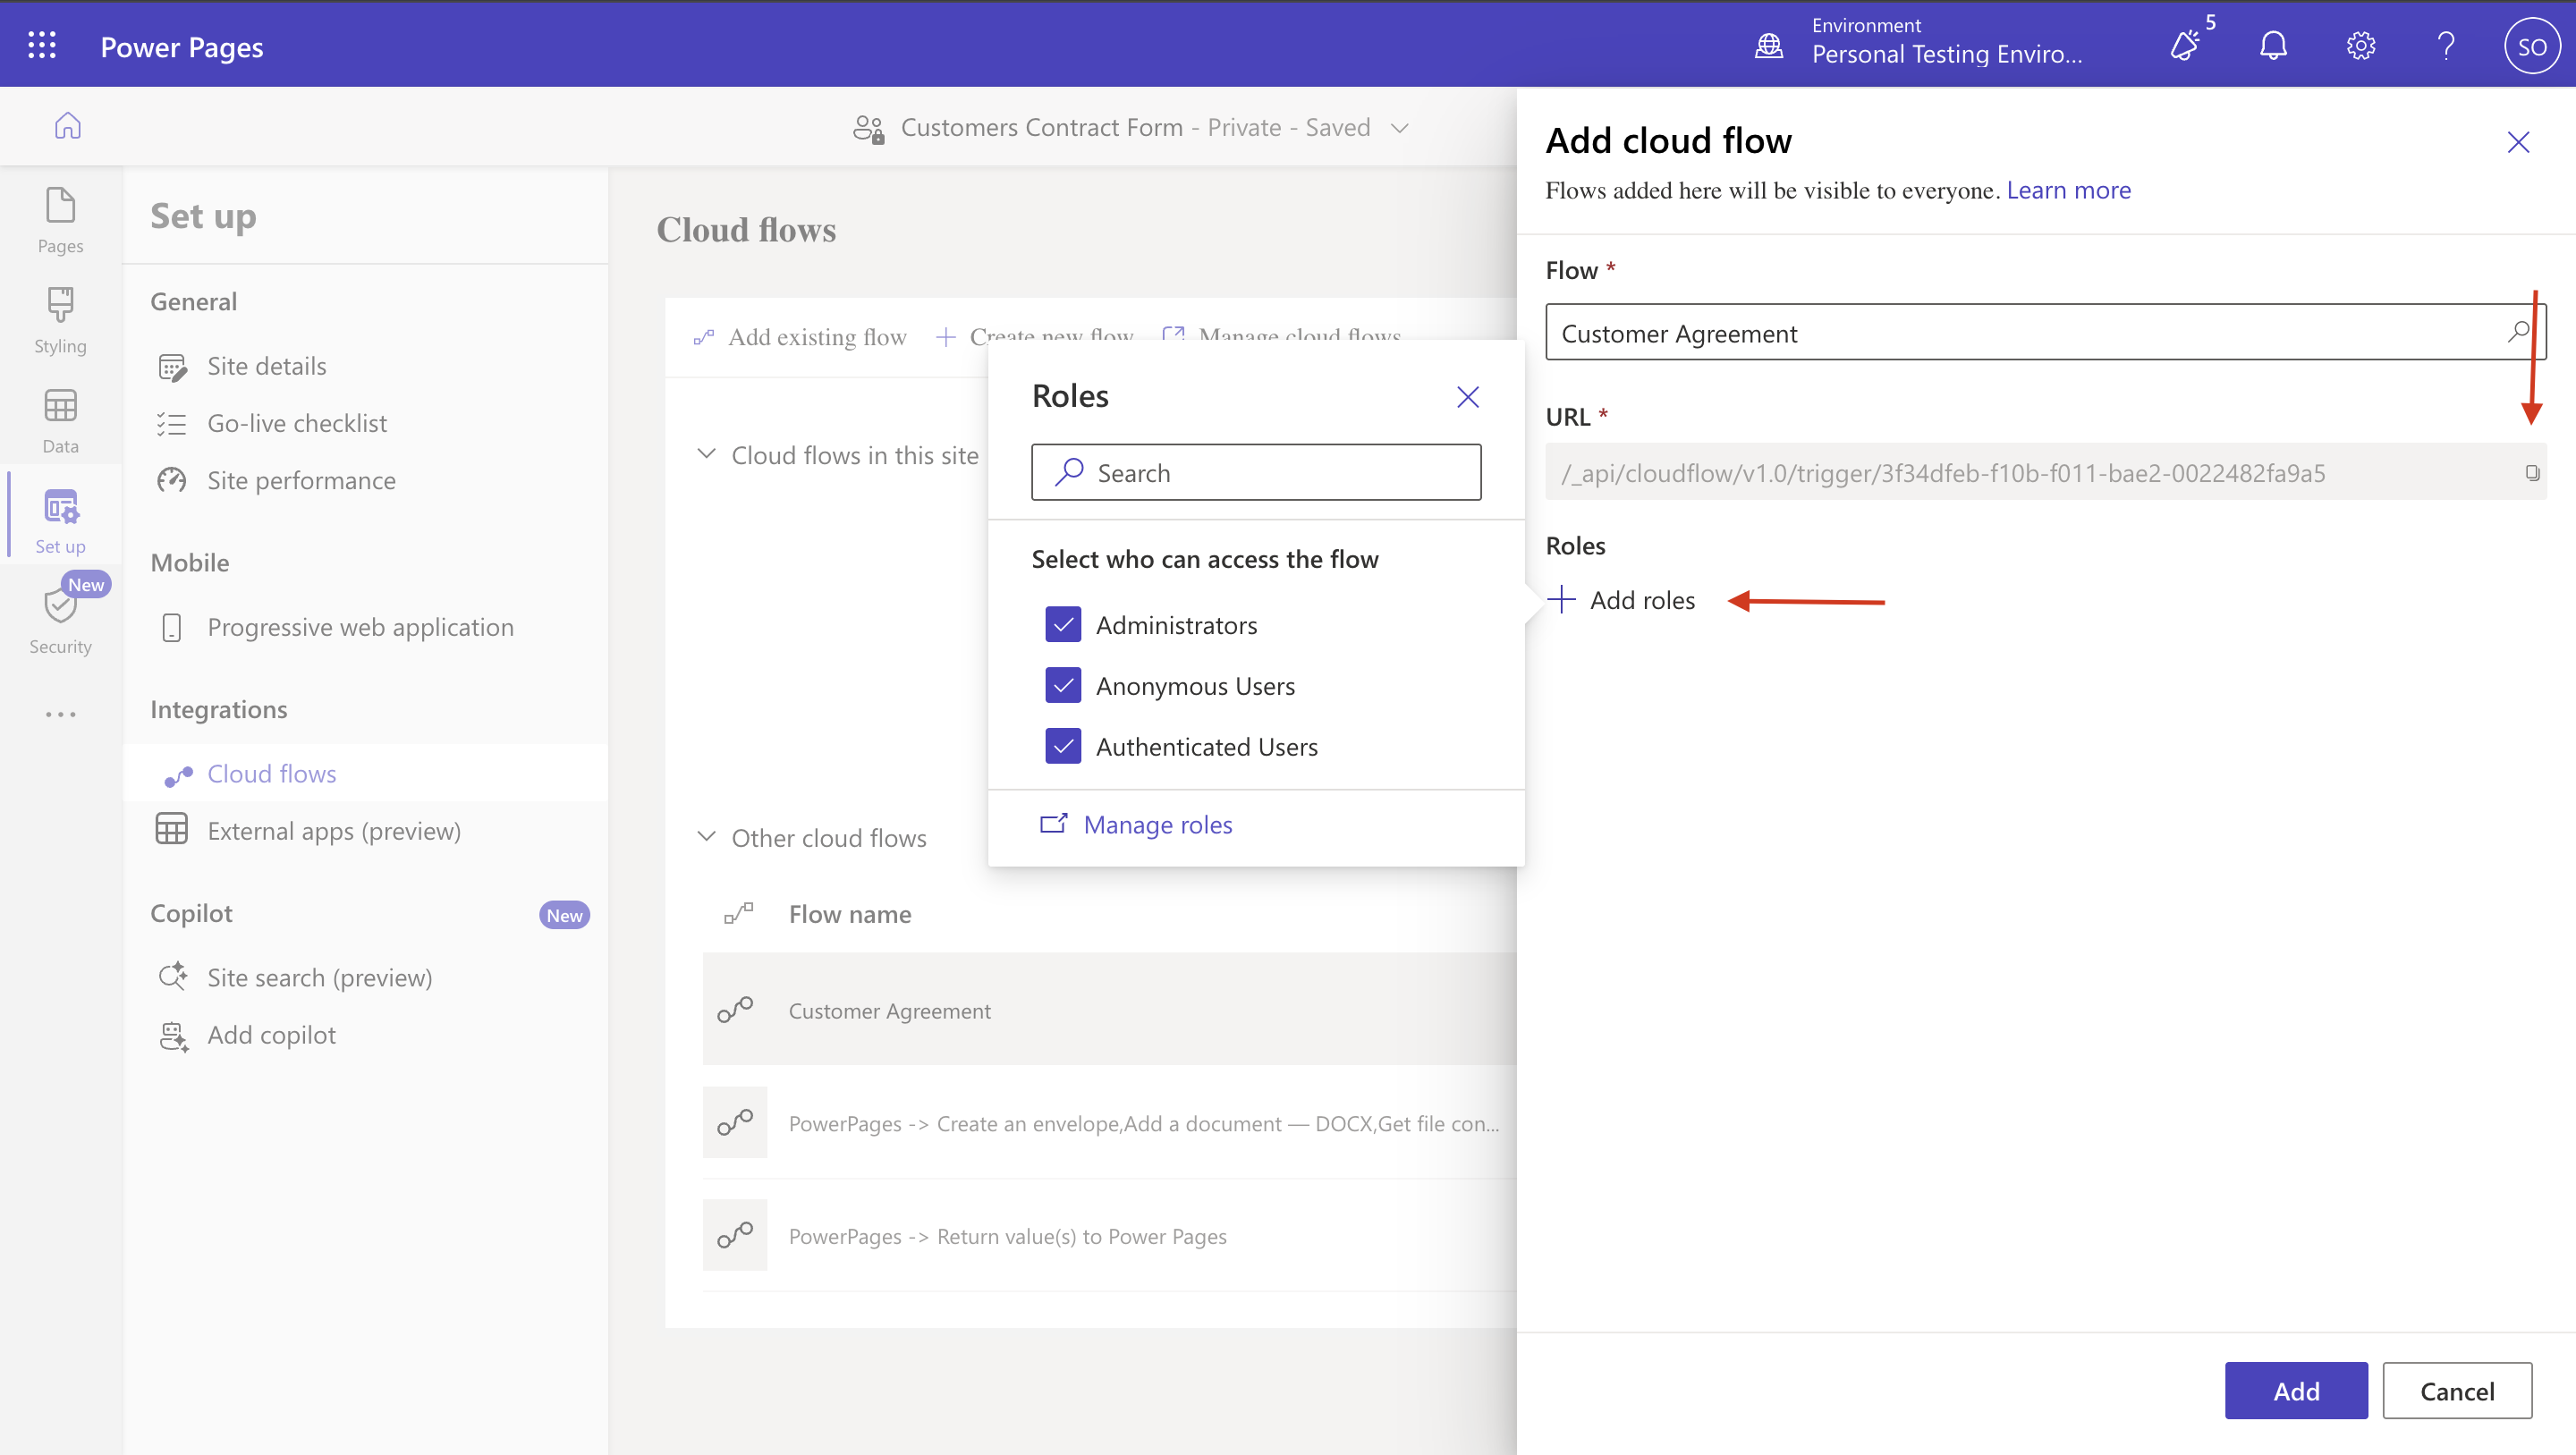 Power Pages
Environment
Personal Testing Enviro...
5
SO
Customers Contract Form - Private - Saved
Pages
Styling
Data
Set up
New
Security
Set up
General
Site details
Go-live checklist
Site performance
Mobile
Progressive web application
Integrations
Cloud flows
External apps (preview)
Copilot
New
Site search (preview)
Add copilot
Cloud flows
Add existing flow
Create new flow
Manage cloud flows
Cloud flows in this site
Other cloud flows
Flow name
Customer Agreement
PowerPages -> Create an envelope,Add a document — DOCX,Get file con...
PowerPages -> Return value(s) to Power Pages
Roles
Search
Select who can access the flow
Administrators
Anonymous Users
Authenticated Users
Manage roles
Add cloud flow
Flows added here will be visible to everyone. Learn more
Flow *
Customer Agreement
URL *
/_api/cloudflow/v1.0/trigger/3f34dfeb-f10b-f011-bae2-0022482fa9a5
Roles
Add roles
Add
Cancel